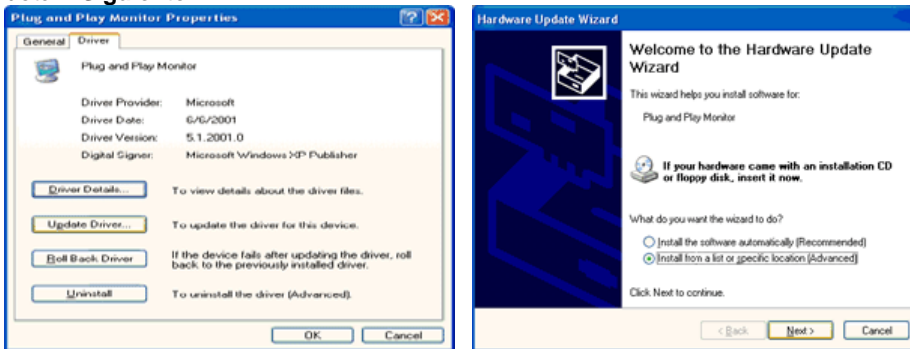 Plug and Play Monitor Properties
General
Driver
Plug and Play Monitor
Driver Provider: Microsoft
Driver Date: 6/6/2001
Driver Version: 5.1.2001.0
Digital Signer: Microsoft Windows XP Publisher
Driver Details... To view details about the driver files.
Update Driver... To update the driver for this device.
Roll Back Driver If the device fails after updating the driver, roll
back to the previously installed driver.
Uninstall To uninstall the driver (Advanced).
OK Cancel
Hardware Update Wizard
Welcome to the Hardware Update
Wizard
This wizard helps you install software for:
Plug and Play Monitor
If your hardware came with an installation CD
or floppy disk, insert it now.
What do you want the wizard to do?
Install the software automatically (Recommended)
Install from a list or specific location (Advanced)
Click Next to continue.
< Back Next > Cancel